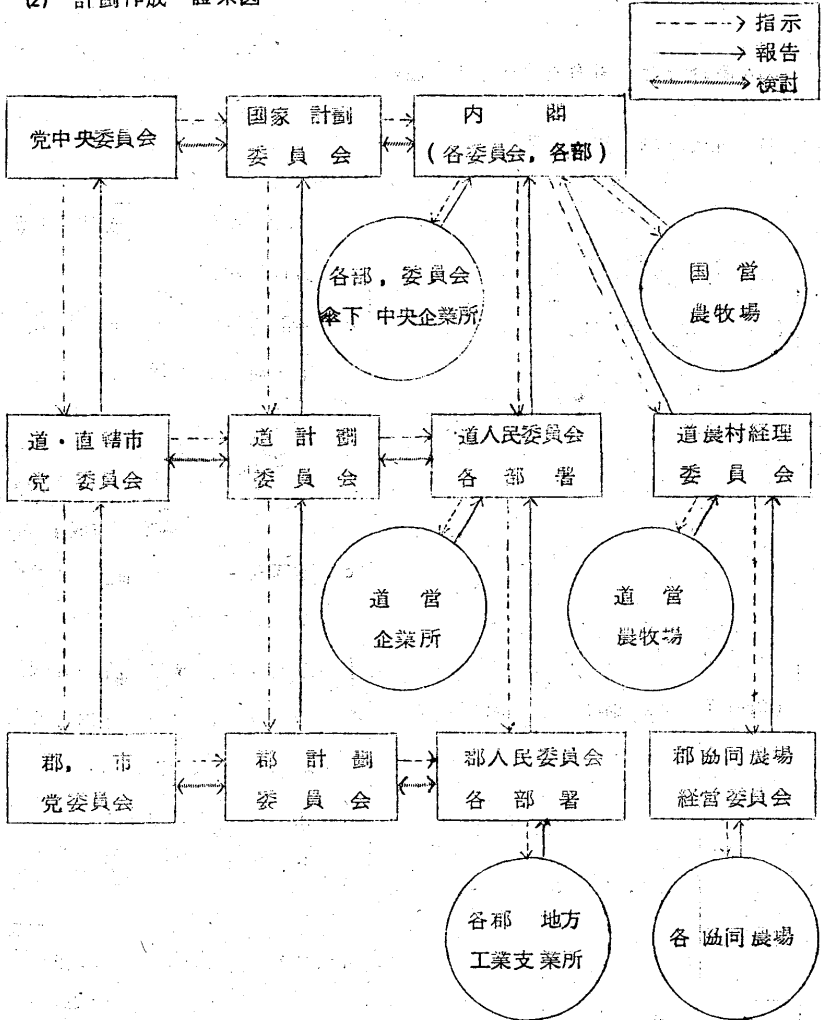 (2) 計劃作成
指示
報告
検討
党中央委員会
国家 計劃
委員会
内閣
(各委員会,各部)
各部,委員会
傘下 中央企業所
国営
農牧場
道・直轄市
党 委員会
道計劃
委員会
道人民委員会
各部署
道農村経理
委員会
道営
企業所
道営
農牧場
郡,市
党委員会
郡計劃
委員会
郡人民委員会
各部署
郡協同農場
経営委員会
各郡 地方
工業支業所
各協同農場